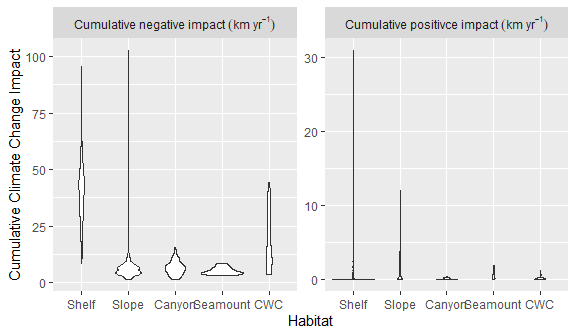 Cumulative negative impact (km yr⁻¹)
Cumulative positivce impact (km yr⁻¹)
Cumulative Climate Change Impact
100
75
50
25
0
30
20
10
0
Shelf Slope Canyon Seamount CWC
Shelf Slope Canyon Seamount CWC
Habitat